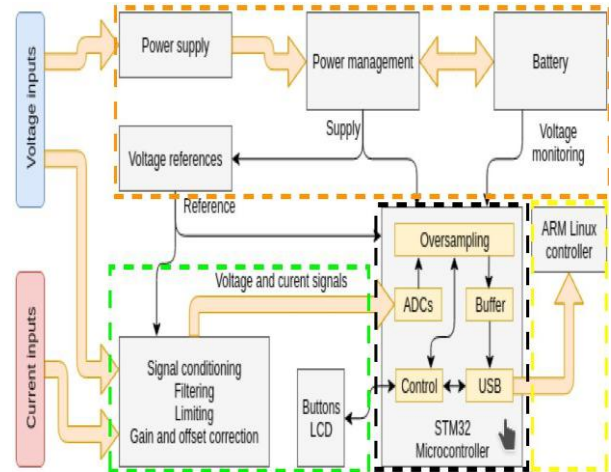 Voltage inputs
Power supply
Power management
Battery
Supply
Voltage
monitoring
Voltage references
Reference
Oversampling
ARM Linux
controller
Voltage and curent signals
ADCs
Buffer
Current inputs
Signal conditioning
Filtering
Limiting
Gain and offset correction
Buttons
LCD
Control
USB
STM32
Microcontroller